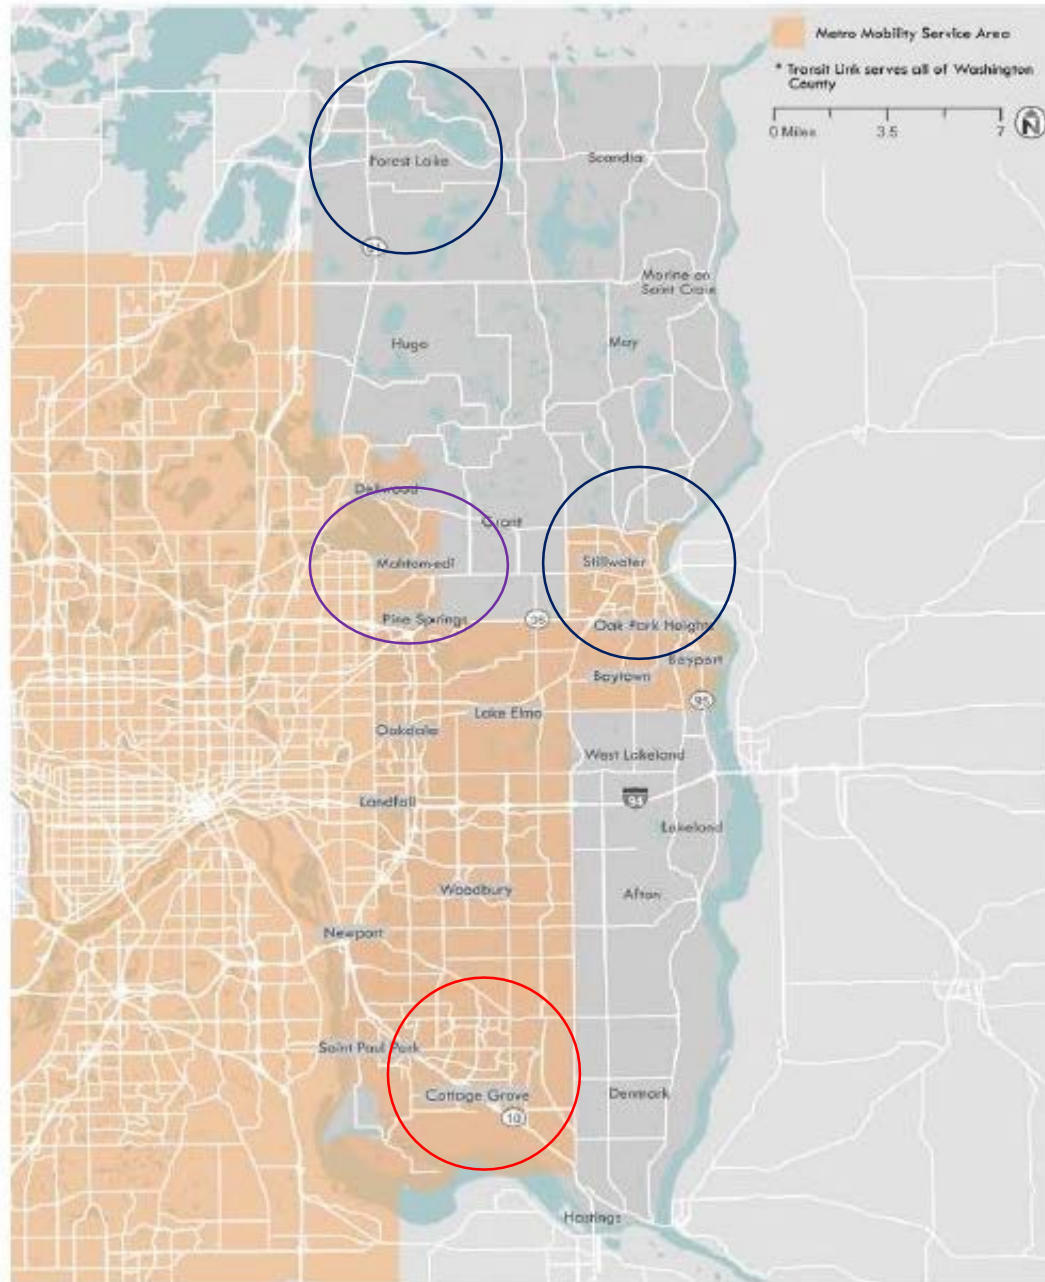 Metro Mobility Service Area
* Transit Link serves all of Washington
County
0 Miles 3.5 7
N
Forest Lake
Scandia
Marine on
Saint Croix
Hugo
May
Dellwood
Grant
Mahtomedi
Stillwater
Pine Springs
Oak Park Heights
Bayport
Baytown
95
Lake Elmo
Oakdale
West Lakeland
Landfall
94
Lakeland
Woodbury
Afton
Newport
Saint Paul Park
Cottage Grove
Denmark
10
Hastings